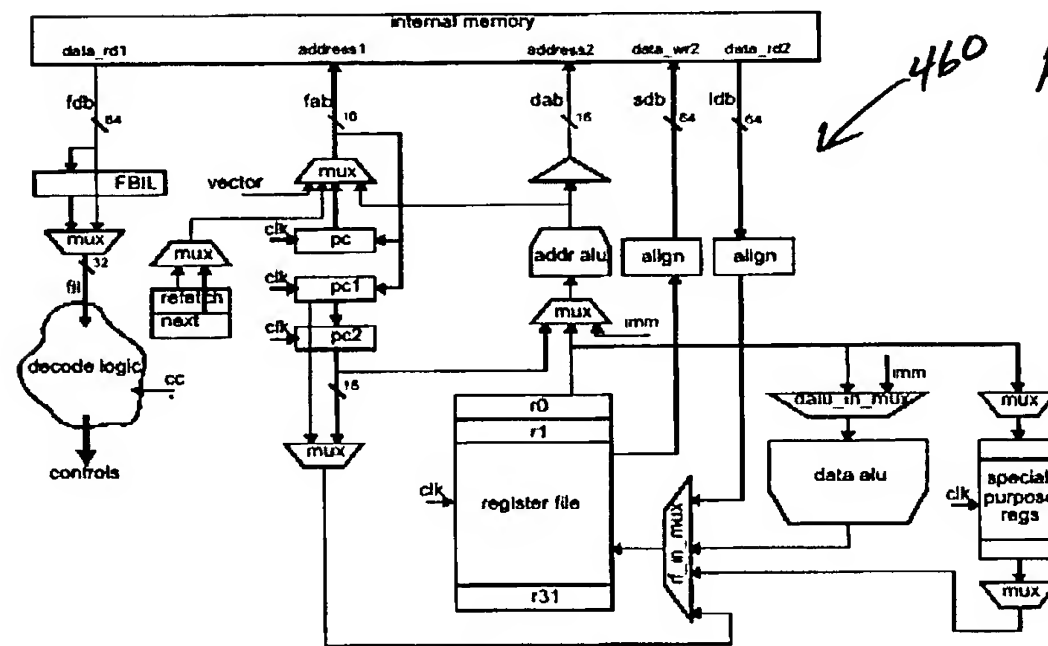 internal memory
data_rd1 address1 address2 data_wr2 data_rd2
460
fdb fab dab sdb ldb
64 16 16 64 64
FBIL
mux
vector
mux
clk
pc
mux
addr alu
align
align
32
fil
refetch
next
clk
pc1
mux
imm
clk
pc2
decode logic
cc
16
imm
r0
dalu_in_mux
mux
r1
controls
mux
data alu
clk
register file
rf_in_mux
clk
special
purpose
regs
r31
mux